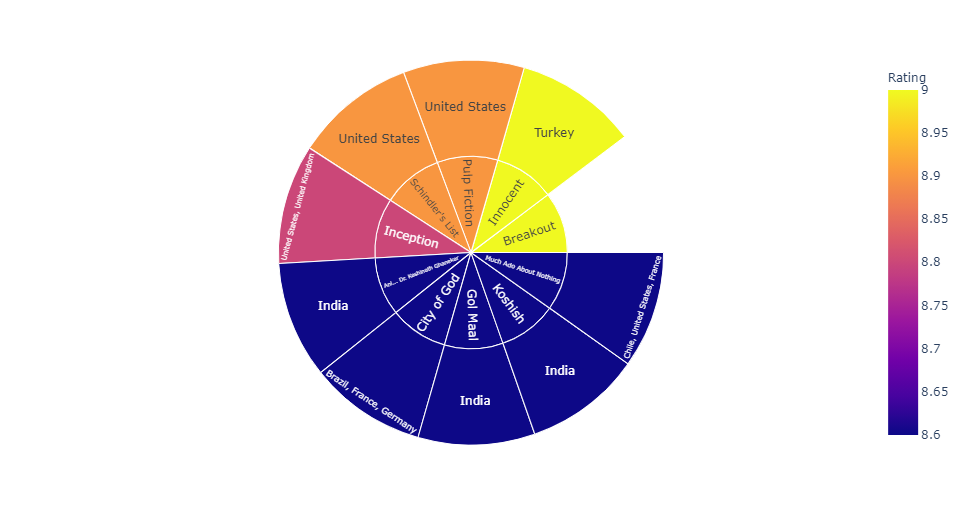 Rating
9
8.95
8.9
8.85
8.8
8.75
8.7
8.65
8.6
United States
United States
Turkey
United States, United Kingdom
India
Brazil, France, Germany
India
India
Chile, United States, France
Schindler's List
Pulp Fiction
Innocent
Breakout
Inception
Ani... Dr. Kashinath Ghanekar
City of God
Gol Maal
Koshish
Much Ado About Nothing